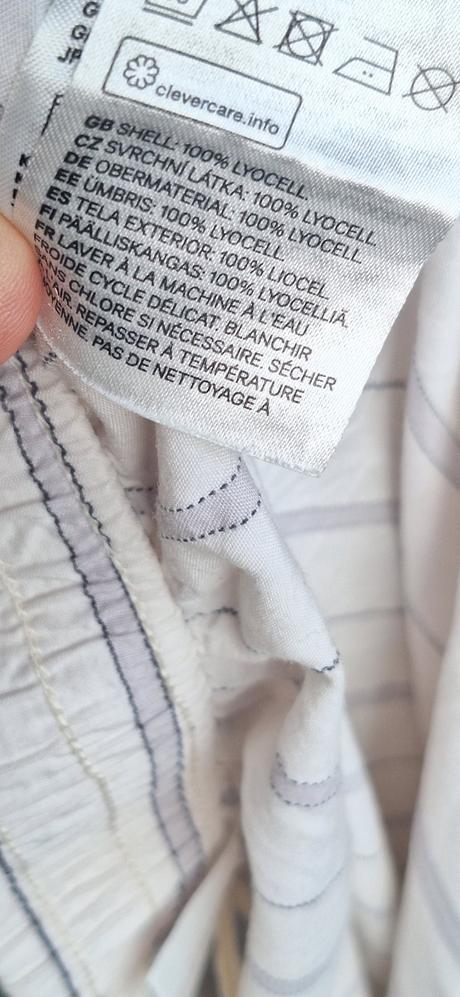 clevercare.info
GB SHELL: 100% LYOCELL
CZ SVRCHNÍ LÁTKA: 100% LYOCELL
DE OBERMATERIAL: 100% LYOCELL
EE ÜMBRIS: 100% LYOCELL
ES TELA EXTERIOR: 100% LIOCEL
FI PÄÄLLISKANGAS: 100% LYOCELLIÄ
FR LAVER À LA MACHINE À L'EAU
FROIDE CYCLE DÉLICAT. BLANCHIR
SANS CHLORE SI NÉCESSAIRE. SÉCHER
REPASSER À TEMPÉRATURE
PAS DE NETTOYAGE À